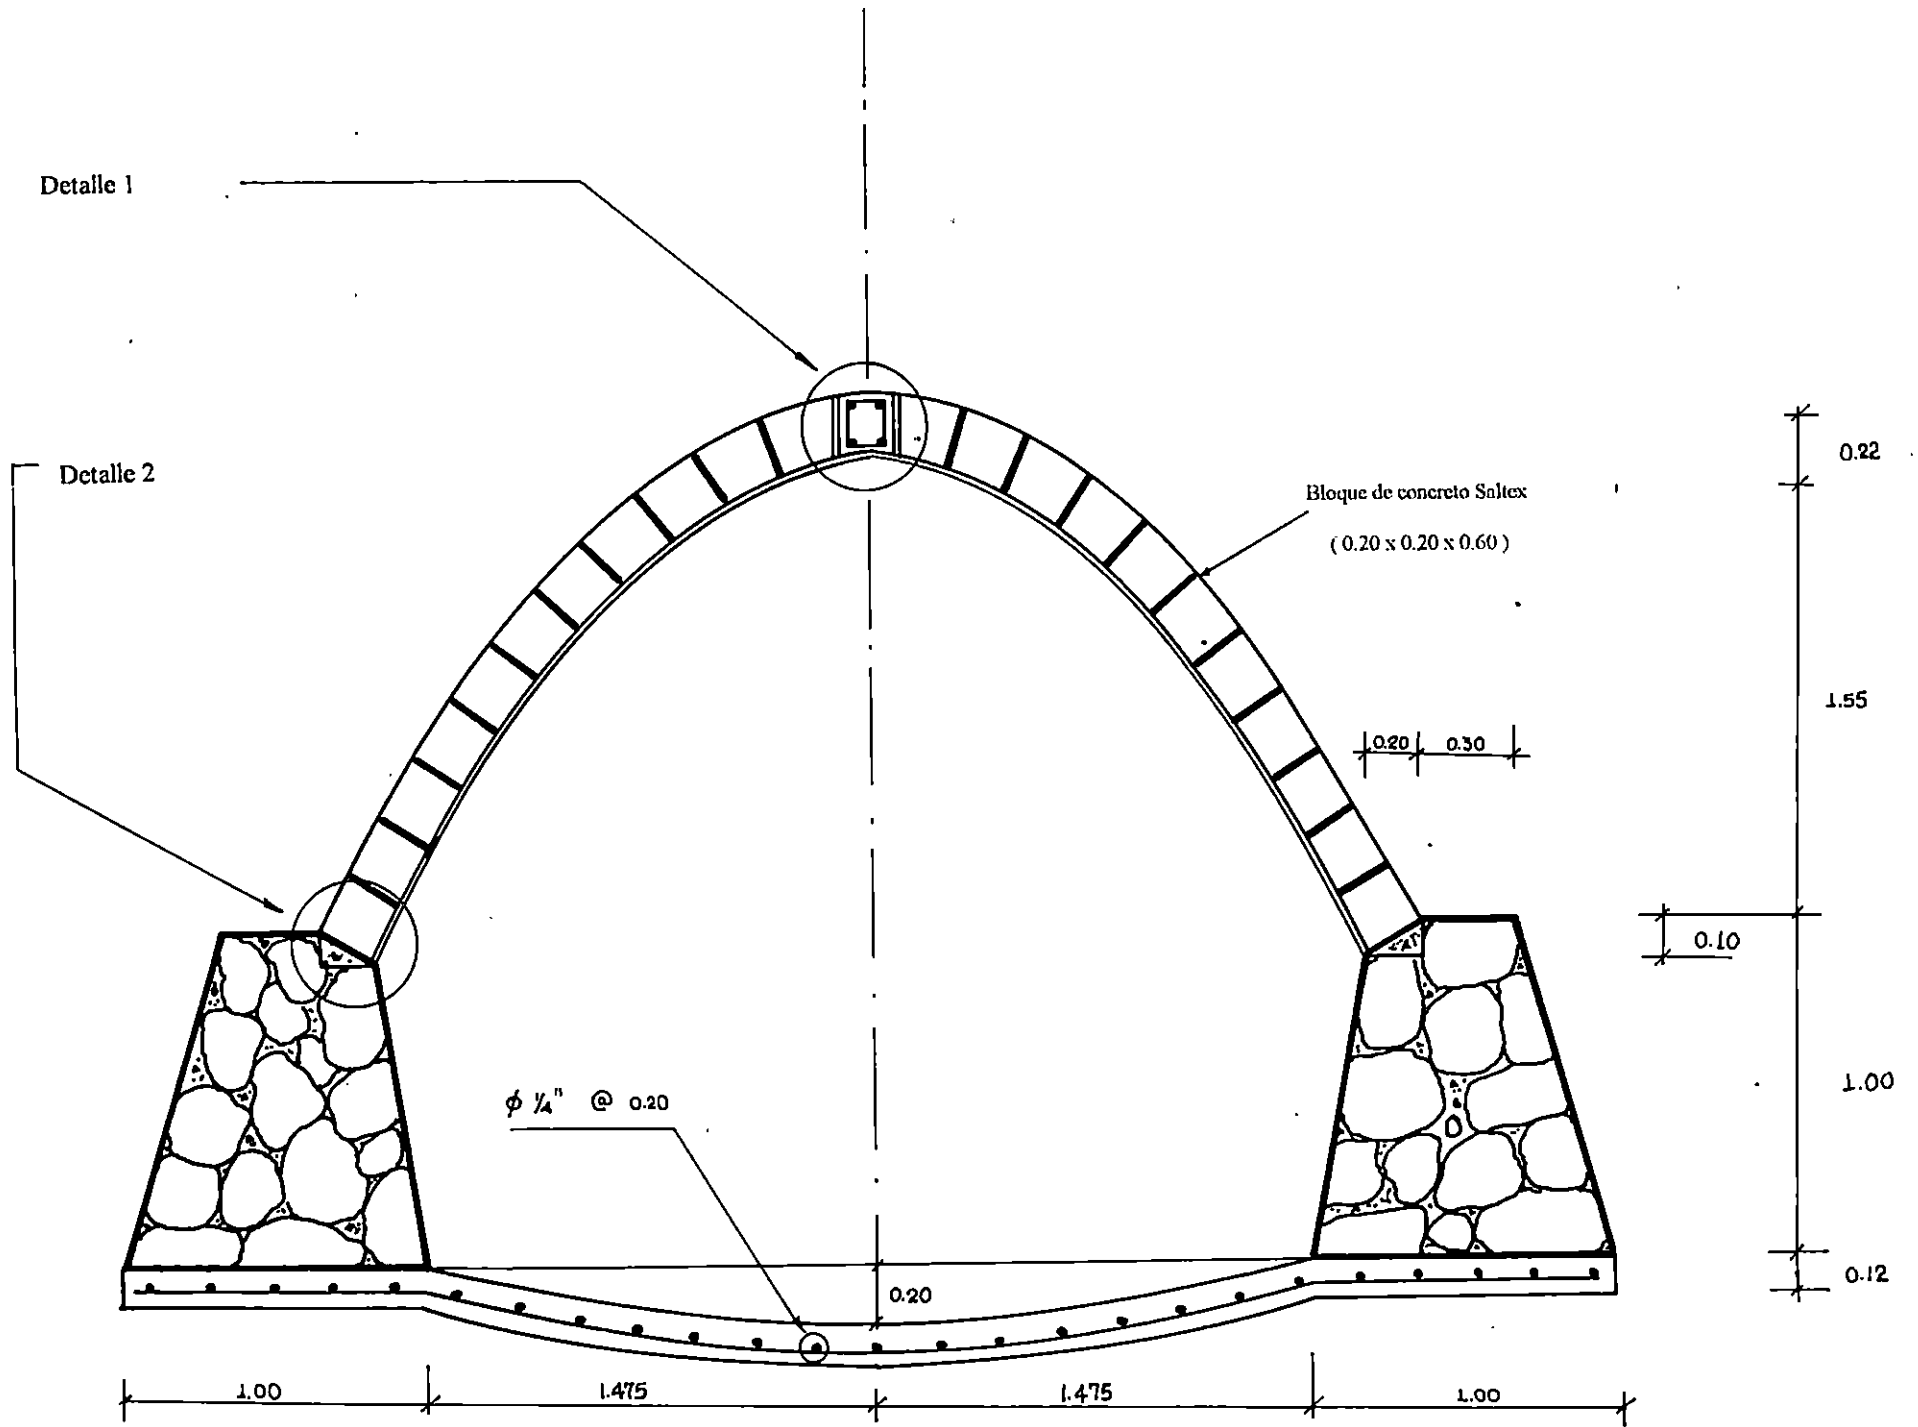 Detalle 1
Detalle 2
0.22
Bloque de concreto Saltex
( 0.20 x 0.20 x 0.60 )
1.55
0.20
0.30
0.10
1.00
ϕ ¼" @ 0.20
0.12
0.20
1.00
1.475
1.475
1.00